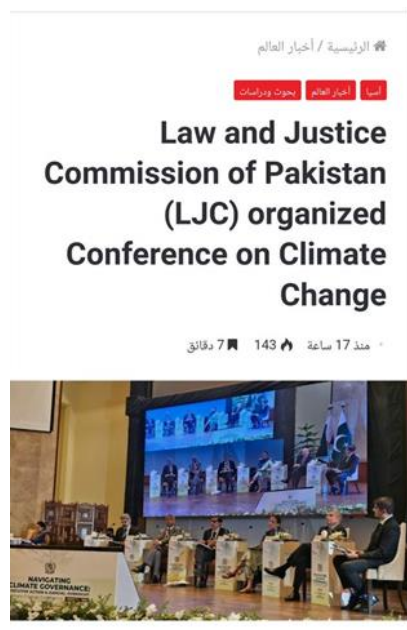 الرئيسية / أخبار العالم
آسيا أخبار العالم بحوث ودراسات
Law and Justice
Commission of Pakistan
(LJC) organized
Conference on Climate
Change
منذ 17 ساعة 143 7 دقائق
NAVIGATING
CLIMATE GOVERNANCE: